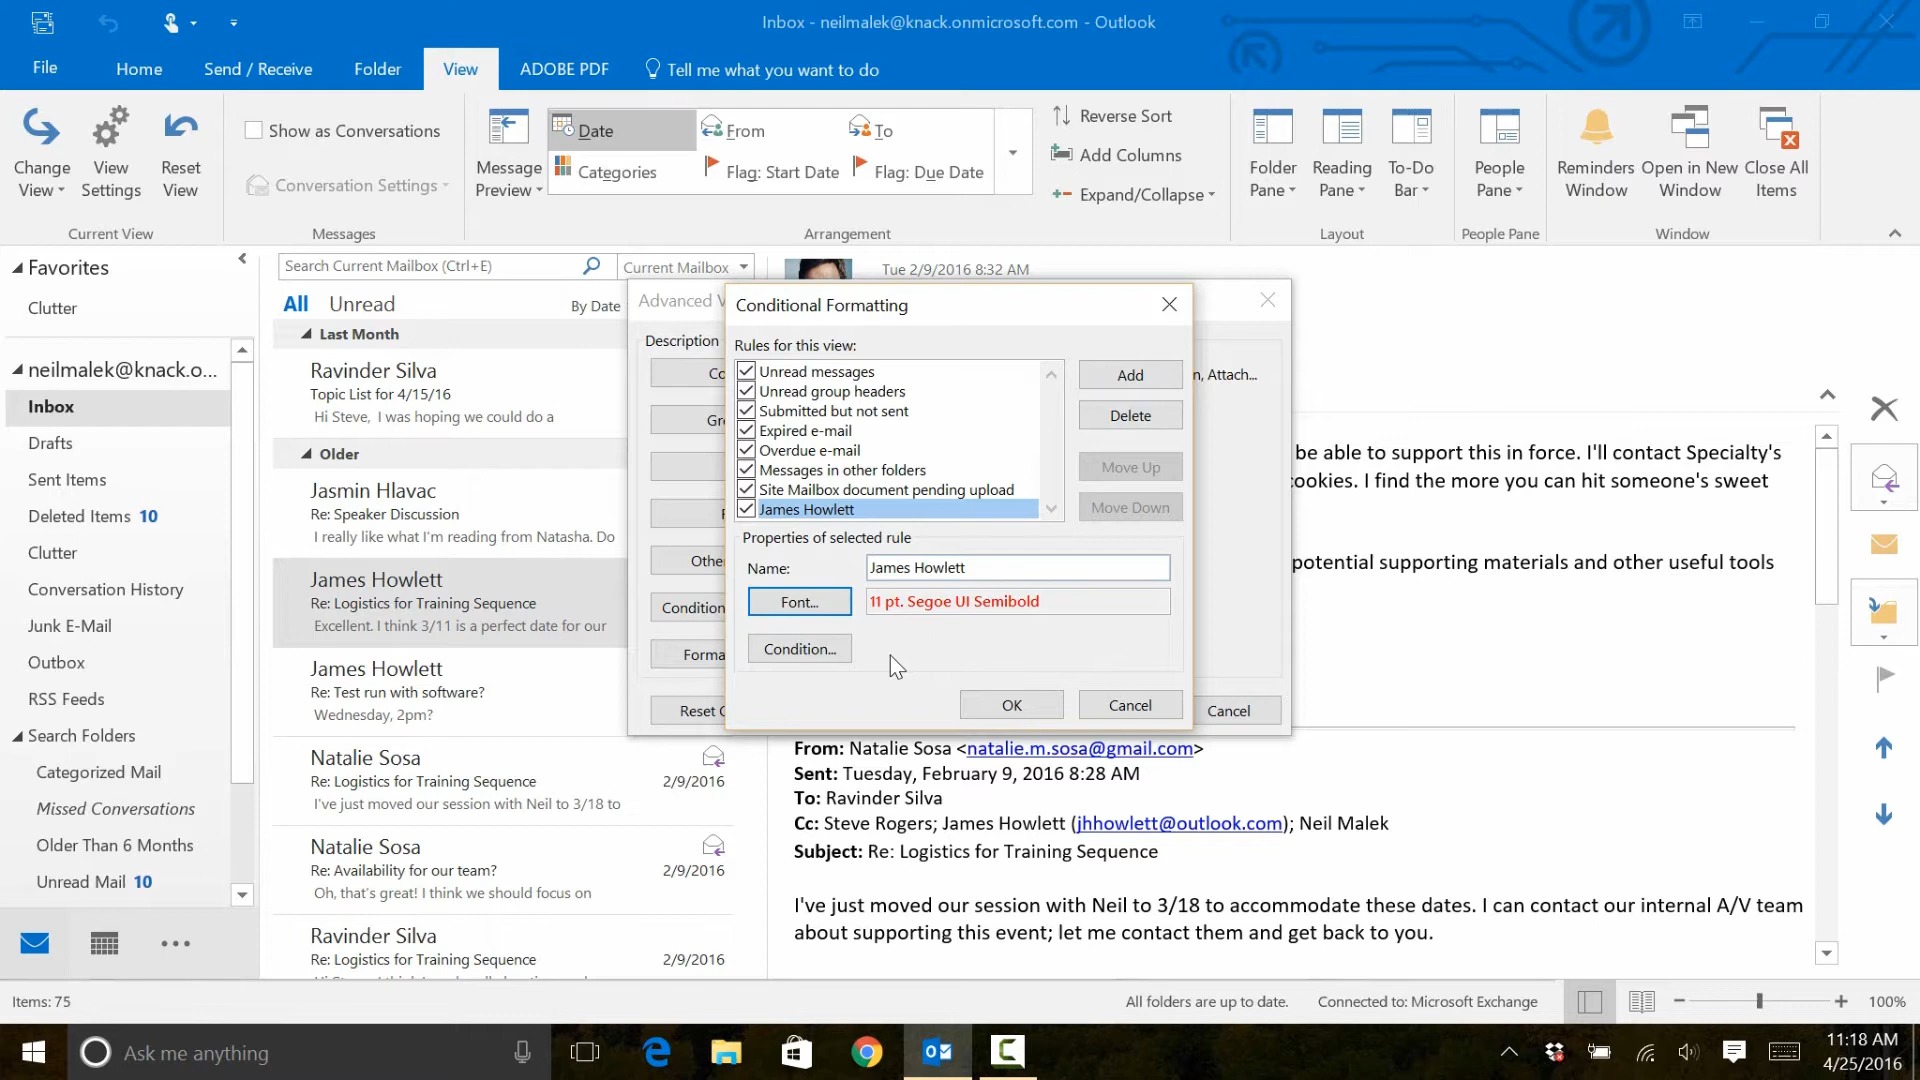 Inbox - neilmalek@knack.onmicrosoft.com - Outlook
File
Home
Send / Receive
Folder
View
ADOBE PDF
Tell me what you want to do
Change View
View Settings
Reset View
Current View
Show as Conversations
Conversation Settings
Messages
Message Preview
Date
From
To
Categories
Flag: Start Date
Flag: Due Date
Reverse Sort
Add Columns
Expand/Collapse
Arrangement
Folder Pane
Reading Pane
To-Do Bar
Layout
People Pane
People Pane
Reminders Window
Open in New Window
Close All Items
Window
Favorites
Clutter
neilmalek@knack.o...
Inbox
Drafts
Sent Items
Deleted Items 10
Clutter
Conversation History
Junk E-Mail
Outbox
RSS Feeds
Search Folders
Categorized Mail
Missed Conversations
Older Than 6 Months
Unread Mail 10
Search Current Mailbox (Ctrl+E)
Current Mailbox
All Unread
By Date
Last Month
Ravinder Silva
Topic List for 4/15/16
Hi Steve, I was hoping we could do a
Older
Jasmin Hlavac
Re: Speaker Discussion
I really like what I'm reading from Natasha. Do
James Howlett
Re: Logistics for Training Sequence
Excellent. I think 3/11 is a perfect date for our
James Howlett
Re: Test run with software?
Wednesday, 2pm?
Natalie Sosa
Re: Logistics for Training Sequence 2/9/2016
I've just moved our session with Neil to 3/18 to
Natalie Sosa
Re: Availability for our team? 2/9/2016
Oh, that's great! I think we should focus on
Ravinder Silva
Re: Logistics for Training Sequence 2/9/2016
Advanced V
Description
Co
Gr
F
Othe
Condition
Forma
Reset C
n, Attach...
Cancel
Conditional Formatting
Rules for this view:
Unread messages
Unread group headers
Submitted but not sent
Expired e-mail
Overdue e-mail
Messages in other folders
Site Mailbox document pending upload
James Howlett
Add
Delete
Move Up
Move Down
Properties of selected rule
Name: James Howlett
Font... 11 pt. Segoe UI Semibold
Condition...
OK
Cancel
Tue 2/9/2016 8:32 AM
be able to support this in force. I'll contact Specialty's
cookies. I find the more you can hit someone's sweet
potential supporting materials and other useful tools
From: Natalie Sosa <natalie.m.sosa@gmail.com>
Sent: Tuesday, February 9, 2016 8:28 AM
To: Ravinder Silva
Cc: Steve Rogers; James Howlett (jhhowlett@outlook.com); Neil Malek
Subject: Re: Logistics for Training Sequence
I've just moved our session with Neil to 3/18 to accommodate these dates. I can contact our internal A/V team
about supporting this event; let me contact them and get back to you.
Items: 75
All folders are up to date.
Connected to: Microsoft Exchange
100%
Ask me anything
11:18 AM
4/25/2016